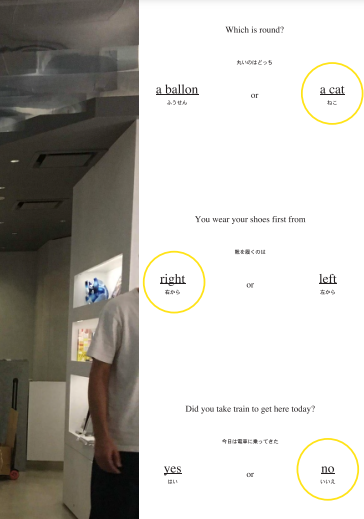 Which is round?
丸いのはどっち
a ballon or a cat
ふうせん ねこ
You wear your shoes first from
靴を履くのは
right or left
右から 左から
Did you take train to get here today?
今日は電車に乗ってきた
yes or no
はい いいえ